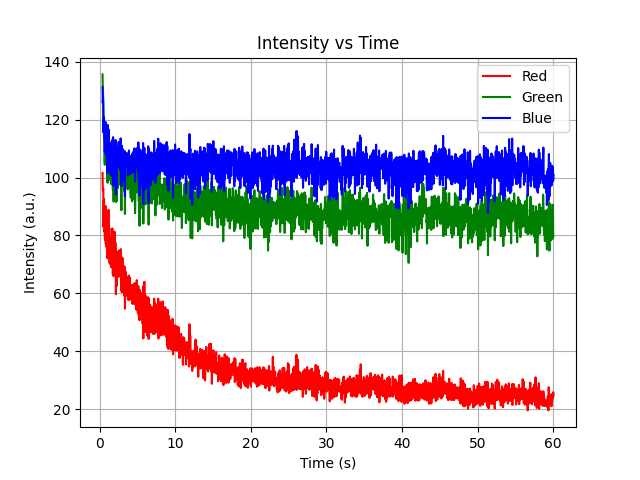 Intensity vs Time
Red
Green
Blue
140
120
100
80
60
40
20
Intensity (a.u.)
0 10 20 30 40 50 60
Time (s)